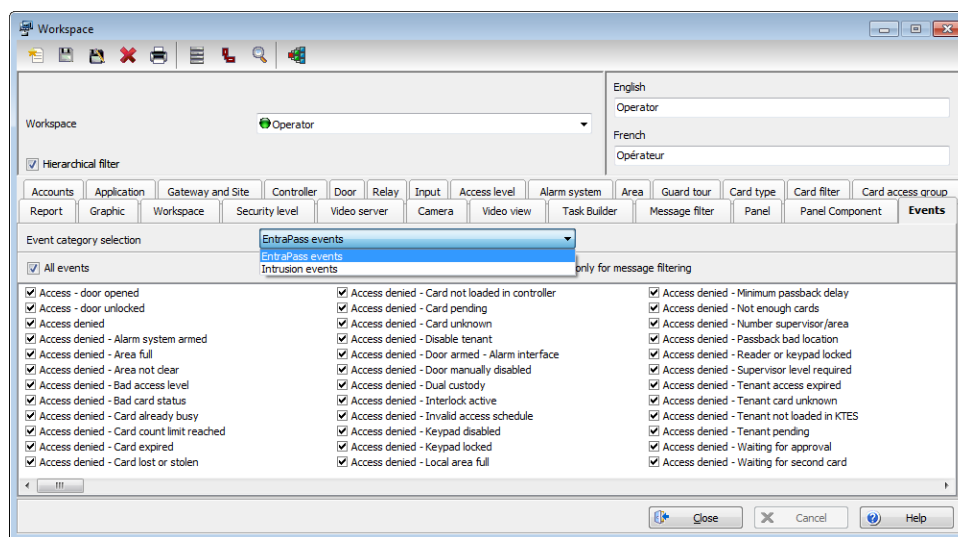 Workspace
English
Operator
Workspace
Operator
French
Opérateur
Hierarchical filter
Accounts Application Gateway and Site Controller Door Relay Input Access level Alarm system Area Guard tour Card type Card filter Card access group
Report Graphic Workspace Security level Video server Camera Video view Task Builder Message filter Panel Panel Component Events
Event category selection
EntraPass events
EntraPass events
Intrusion events
All events
only for message filtering
Access - door opened Access denied - Card not loaded in controller Access denied - Minimum passback delay
Access - door unlocked Access denied - Card pending Access denied - Not enough cards
Access denied Access denied - Card unknown Access denied - Number supervisor/area
Access denied - Alarm system armed Access denied - Disable tenant Access denied - Passback bad location
Access denied - Area full Access denied - Door armed - Alarm interface Access denied - Reader or keypad locked
Access denied - Area not clear Access denied - Door manually disabled Access denied - Supervisor level required
Access denied - Bad access level Access denied - Dual custody Access denied - Tenant access expired
Access denied - Bad card status Access denied - Interlock active Access denied - Tenant card unknown
Access denied - Card already busy Access denied - Invalid access schedule Access denied - Tenant not loaded in KTES
Access denied - Card count limit reached Access denied - Keypad disabled Access denied - Tenant pending
Access denied - Card expired Access denied - Keypad locked Access denied - Waiting for approval
Access denied - Card lost or stolen Access denied - Local area full Access denied - Waiting for second card
Close Cancel Help